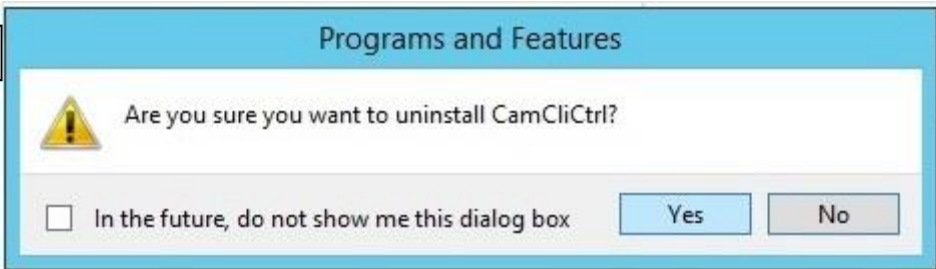 Programs and Features
Are you sure you want to uninstall CamCliCtrl?
In the future, do not show me this dialog box
Yes
No